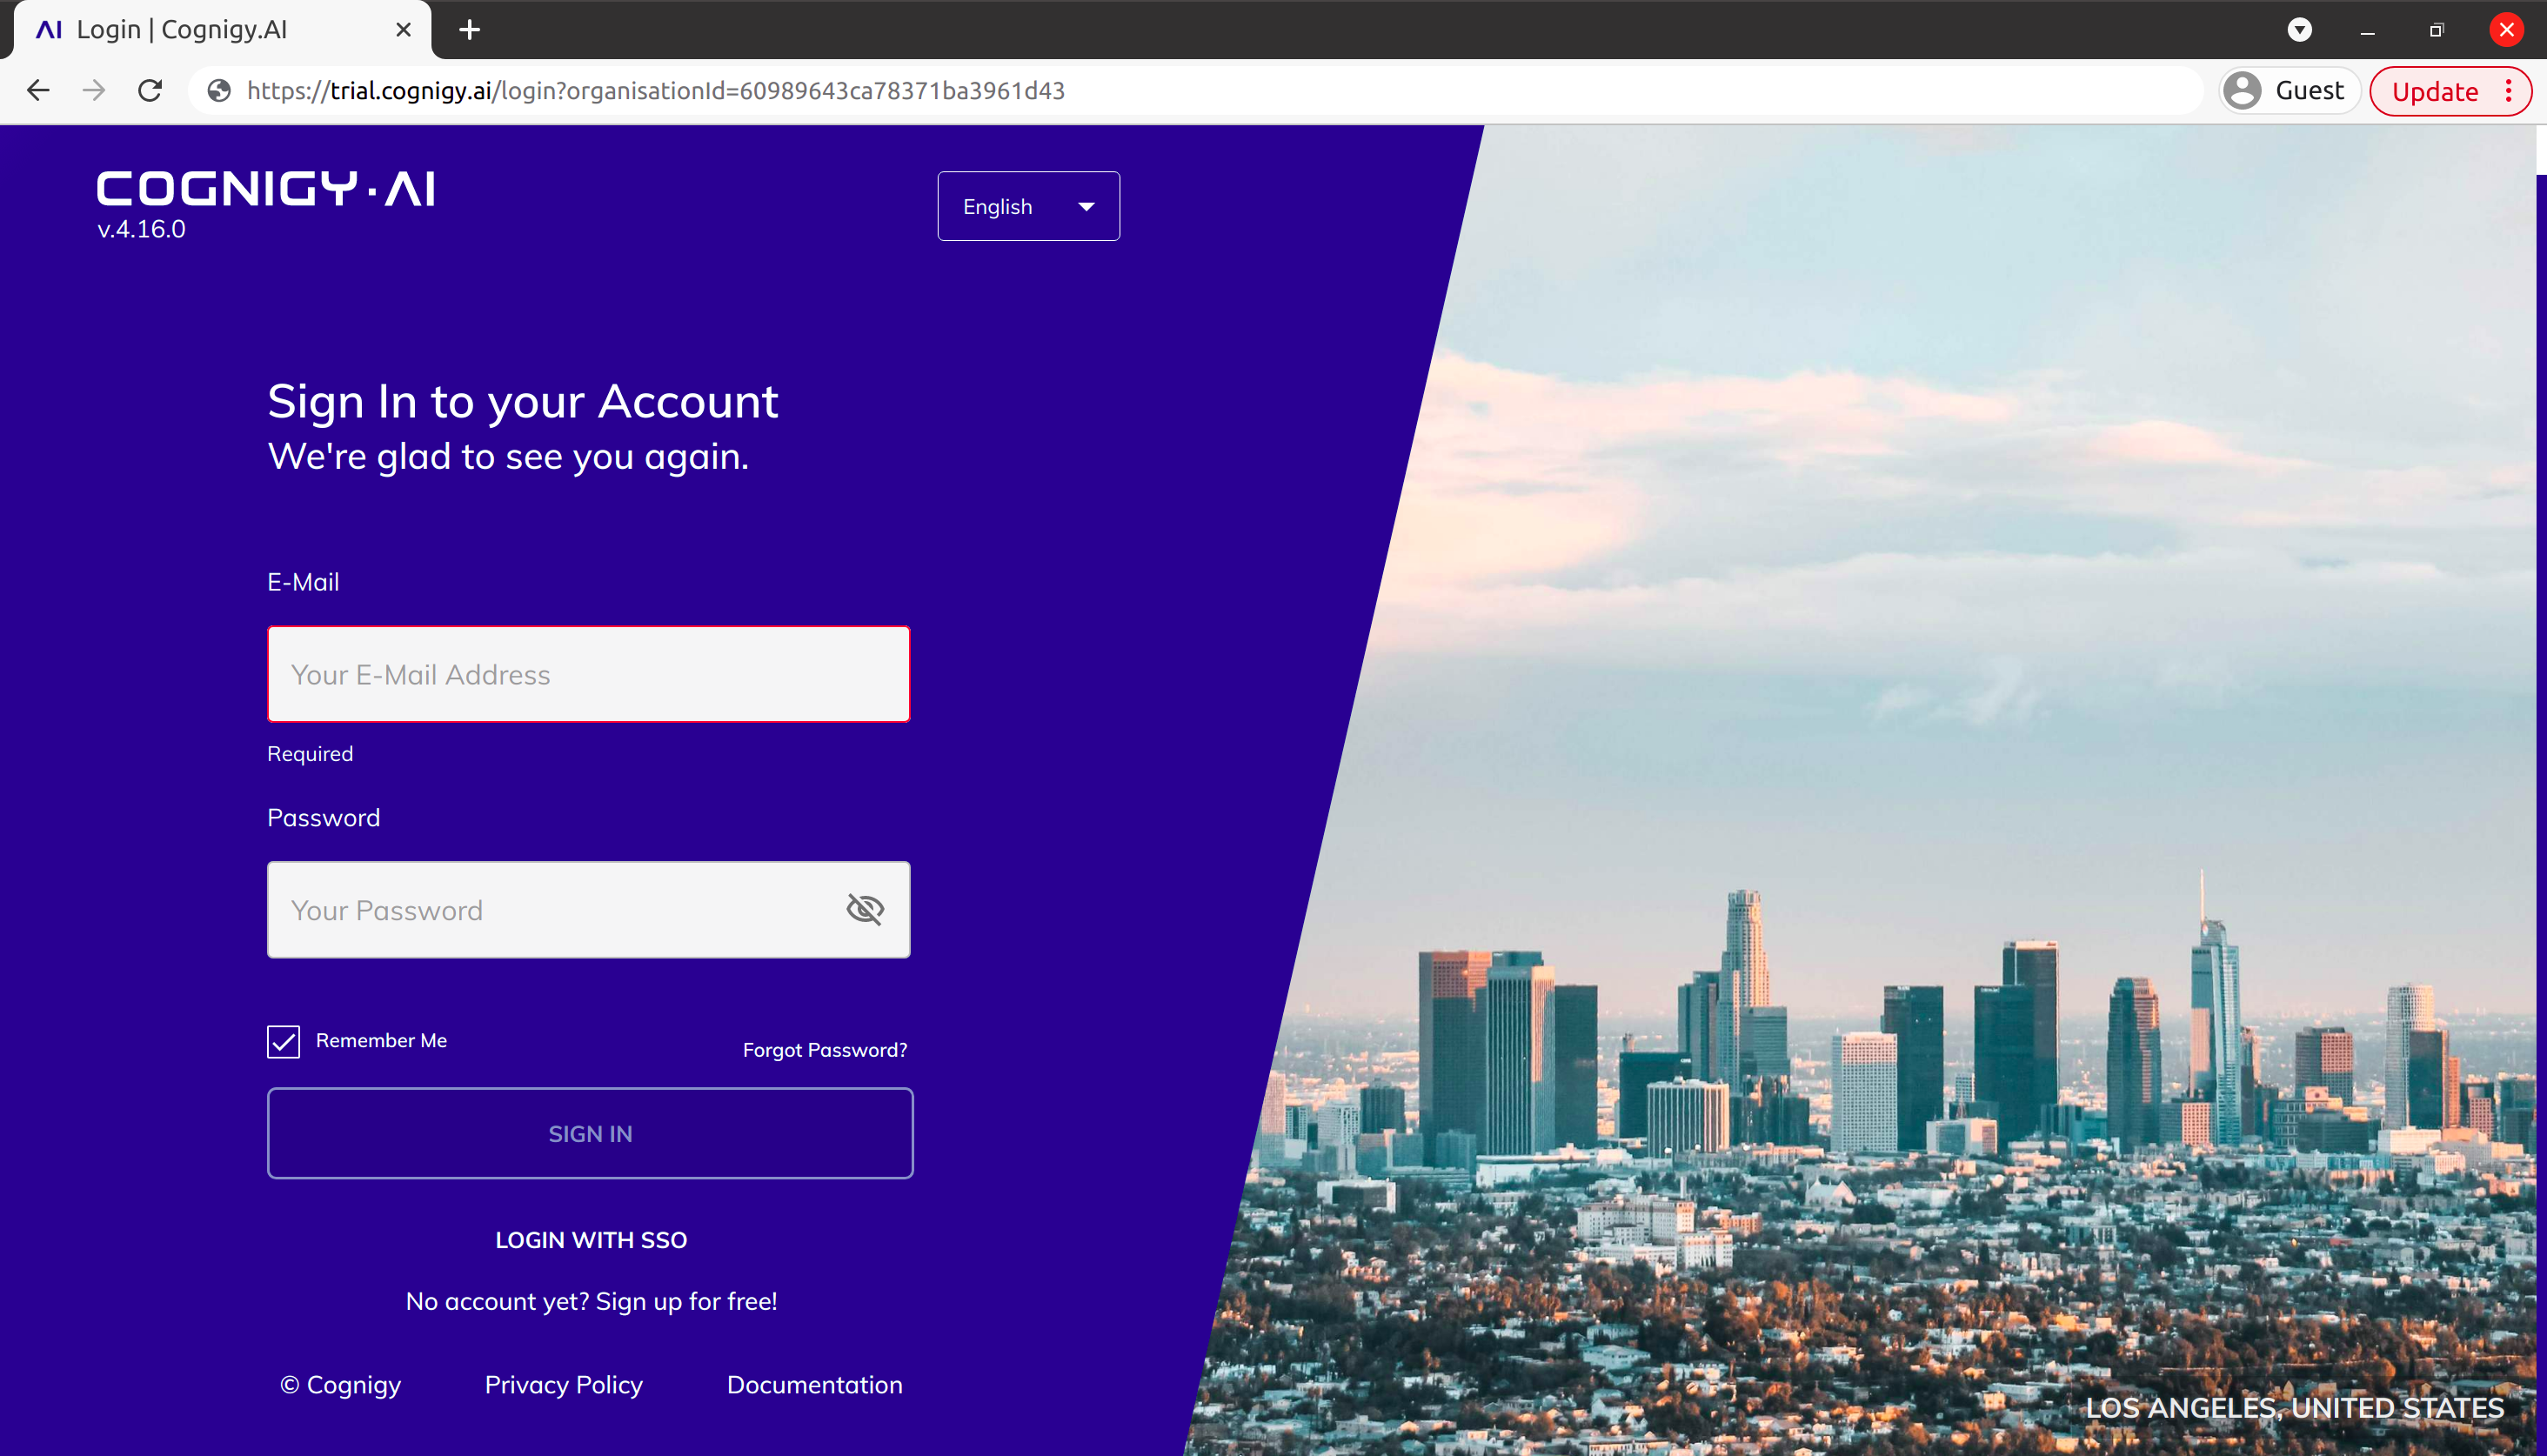 Login | Cognigy.AI
https://trial.cognigy.ai/login?organisationId=60989643ca78371ba3961d43
Guest
Update
COGNIGY·AI
v.4.16.0
English
Sign In to your Account
We're glad to see you again.
E-Mail
Your E-Mail Address
Required
Password
Your Password
Remember Me
Forgot Password?
SIGN IN
LOGIN WITH SSO
No account yet? Sign up for free!
© Cognigy
Privacy Policy
Documentation
LOS ANGELES, UNITED STATES